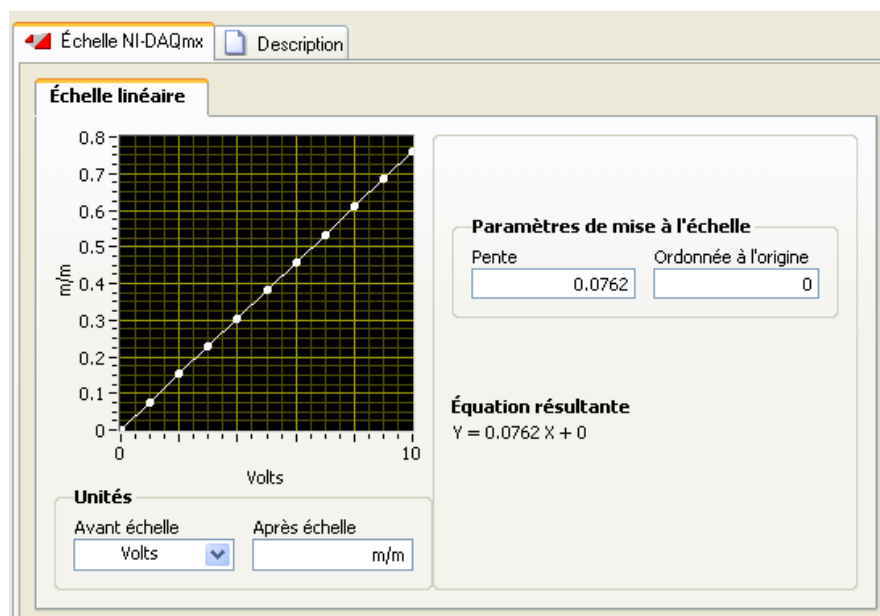 Échelle NI-DAQmx
Description
Échelle linéaire
0.8
0.7
0.6
0.5
0.4
0.3
0.2
0.1
0
m/m
0 10
Volts
Paramètres de mise à l'échelle
Pente Ordonnée à l'origine
0.0762 0
Équation résultante
Y = 0.0762 X + 0
Unités
Avant échelle Après échelle
Volts m/m